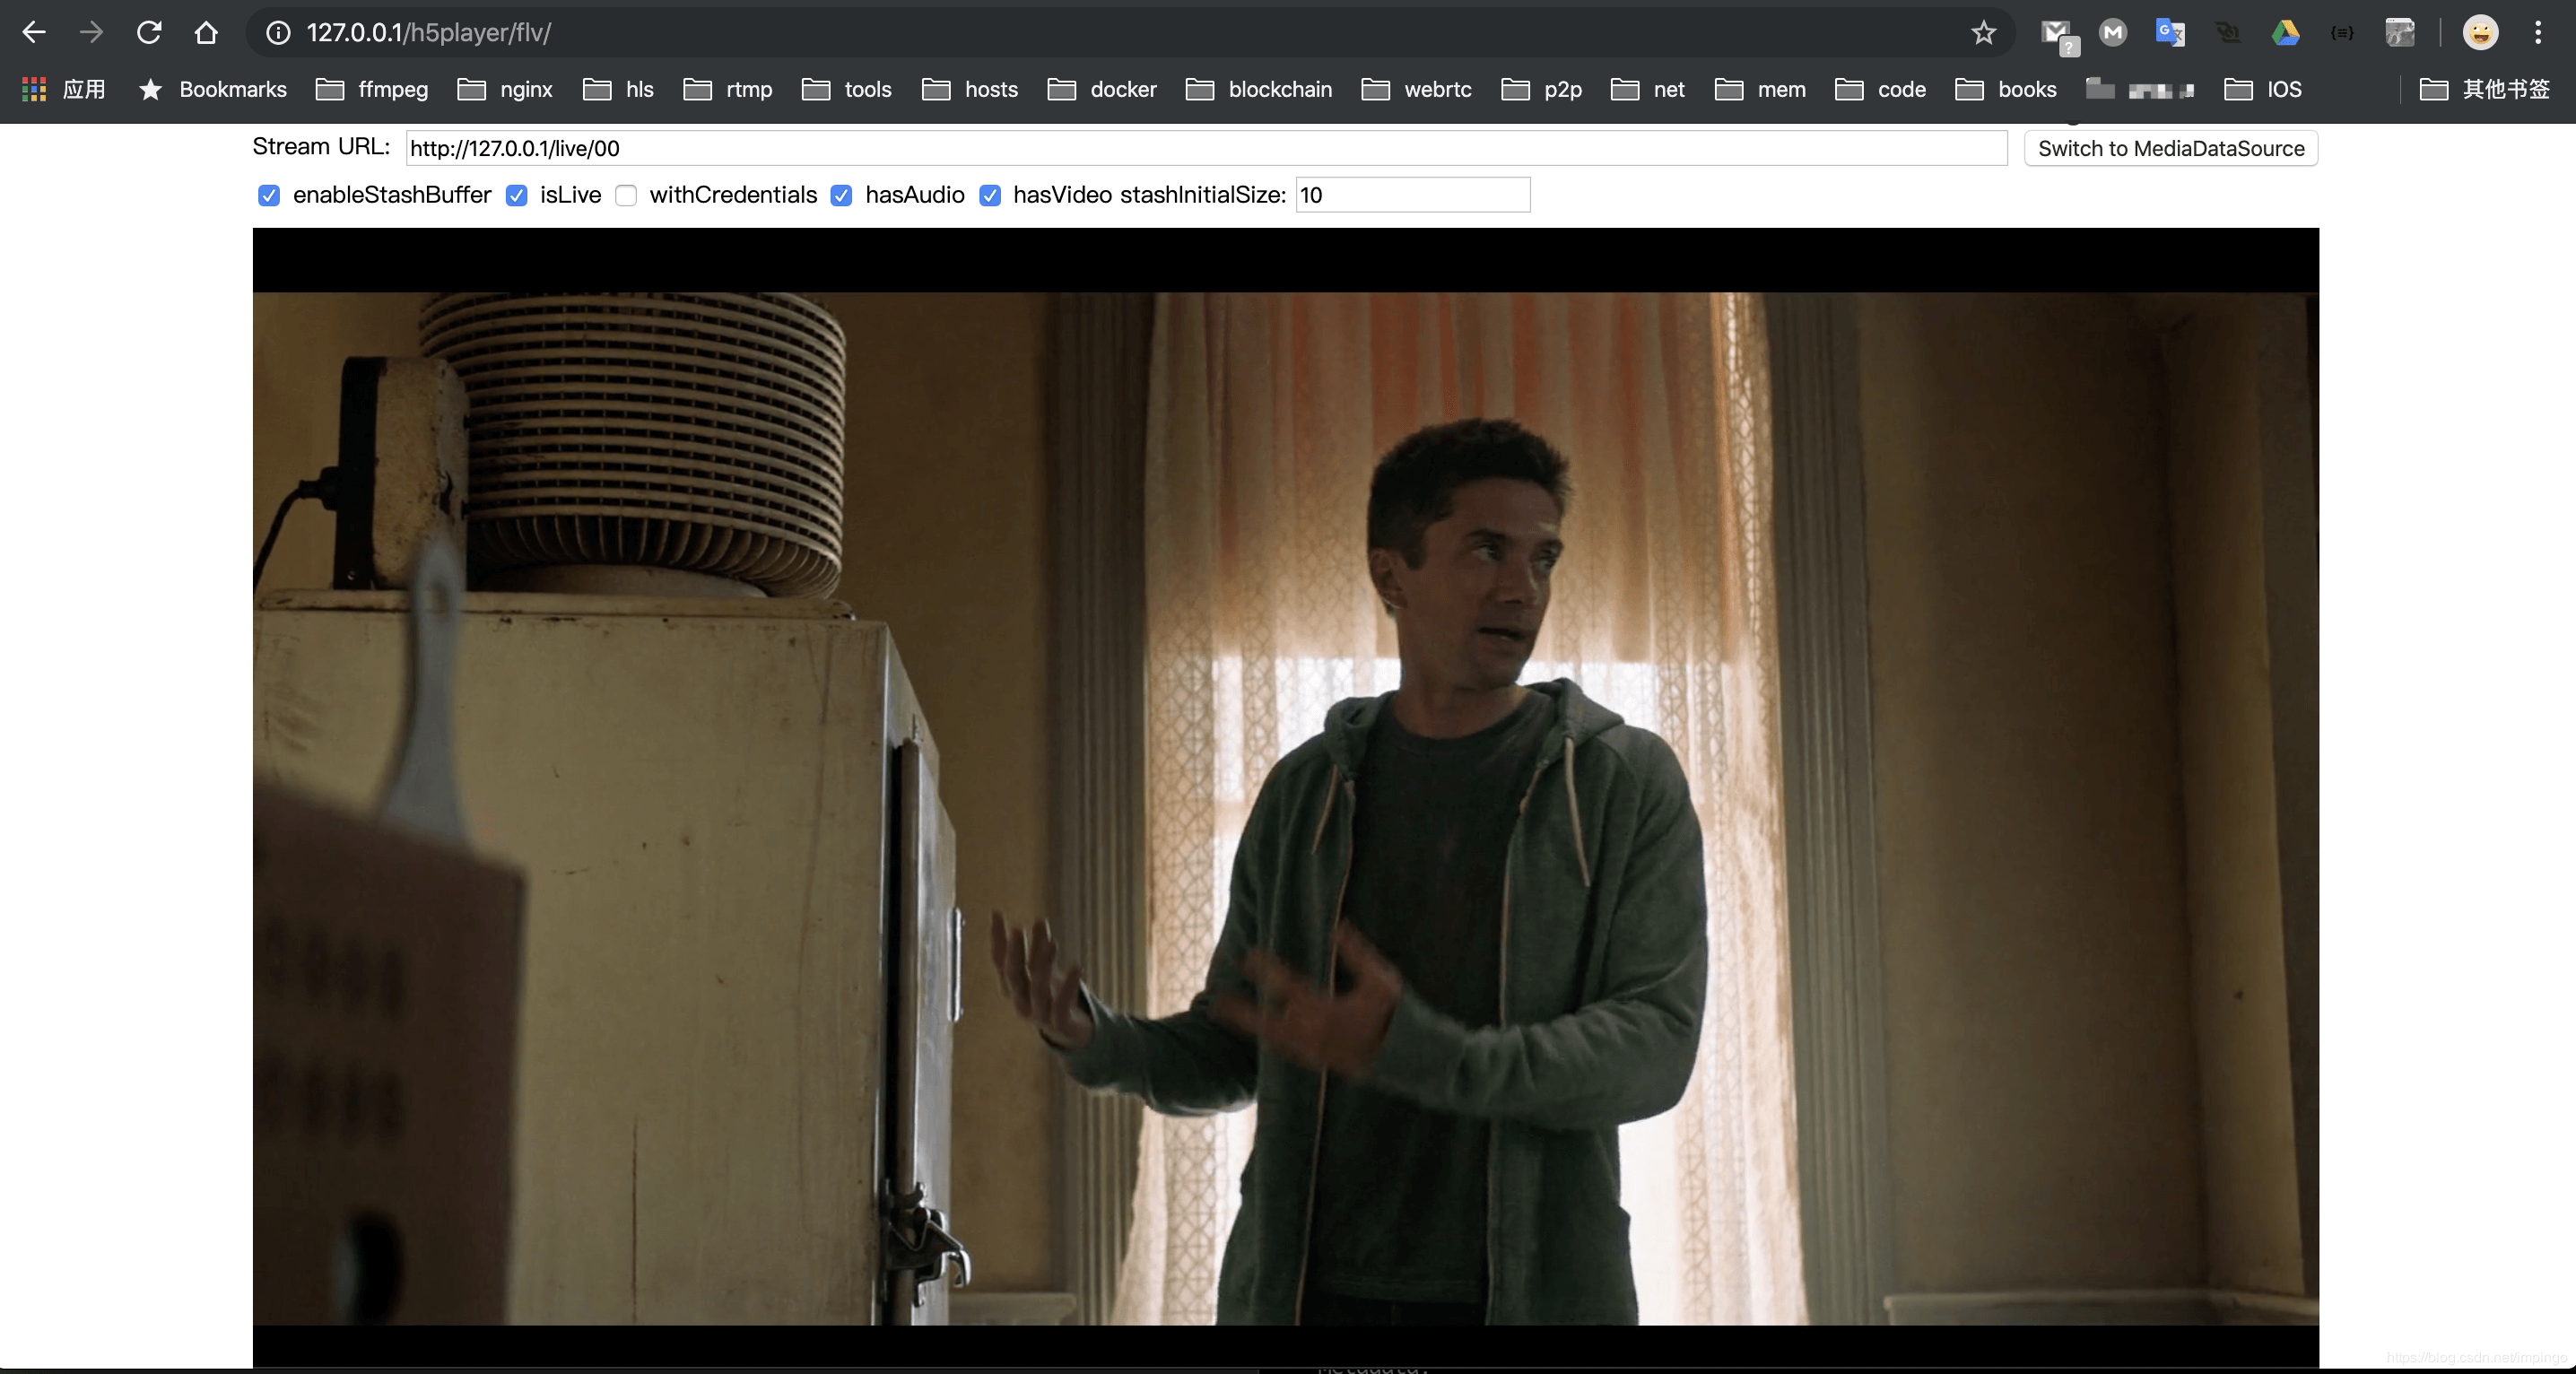 127.0.0.1/h5player/flv/
应用 Bookmarks ffmpeg nginx hls rtmp tools hosts docker blockchain webrtc p2p net mem code books IOS 其他书签
Stream URL: http://127.0.0.1/live/00 Switch to MediaDataSource
enableStashBuffer isLive withCredentials hasAudio hasVideo stashInitialSize: 10
https://blog.csdn.net/impingo